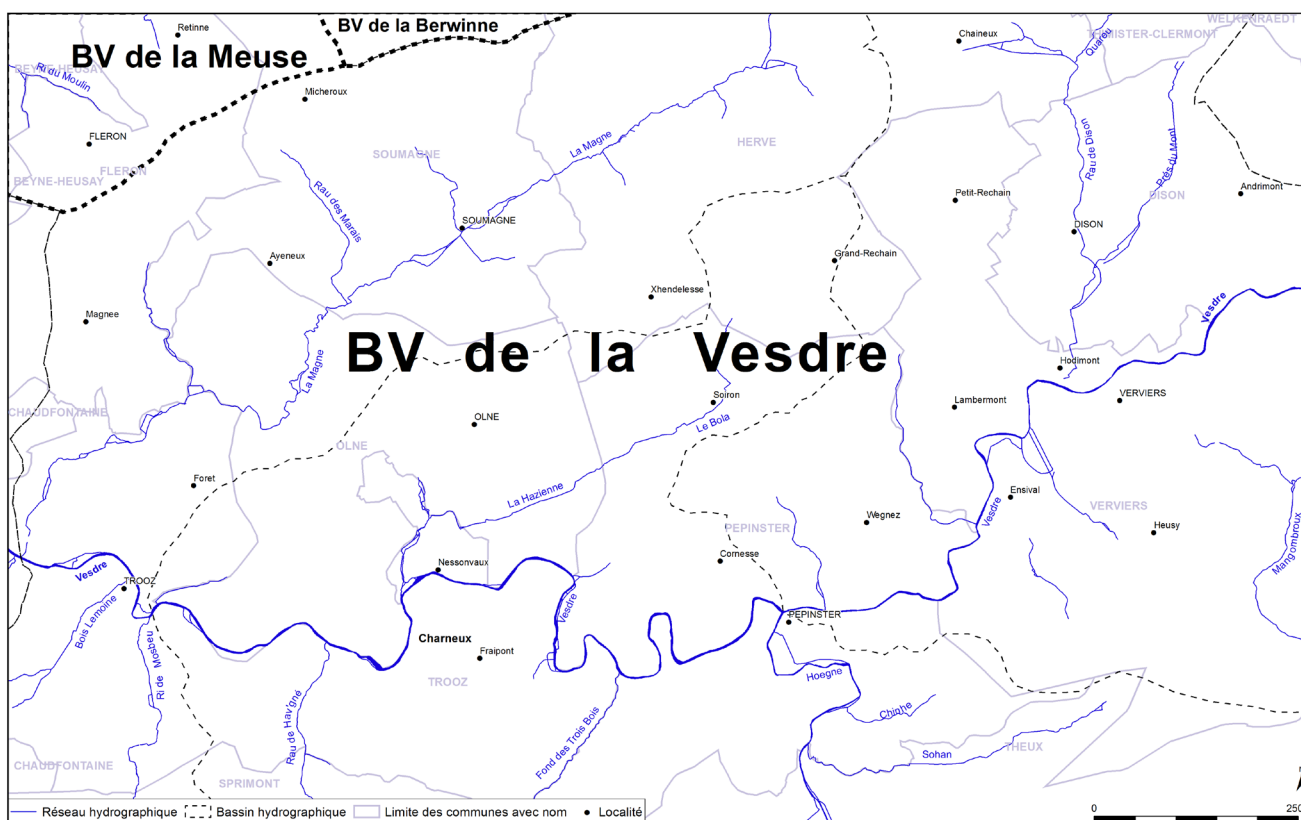 WELKENRAEDT
Retinne
BV de la Berwinne
Chaineux
Quarou
BV de la Meuse
BEYNE-HEUSAY
Ri du Moulin
Micheroux
FLERON
La Magne
HERVE
Rau de Dison
Prés du Mont
SOUMAGNE
FLERON
BEYNE-HEUSAY
Rau des Marais
Petit-Rechain
DISON
Andrimont
SOUMAGNE
DISON
Ayeneux
Grand-Rechain
Xhendelesse
Magnee
Vesdre
BV de la Vesdre
La Magne
Hodimont
Soiron
VERVIERS
Lambermont
CHAUDFONTAINE
OLNE
Le Bola
OLNE
Foret
La Hazienne
Ensival
VERVIERS
Wegnez
Vesdre
PEPINSTER
Heusy
Mangombroux
Cornesse
Nessonvaux
Vesdre
TROOZ
Bois Lemoine
Vesdre
PEPINSTER
Charneux
Fraipont
Ri de Mosbeu
TROOZ
Hoegne
Rau de Hav'gné
Fond des Trois Bois
Chinhe
Sohan
THEUX
CHAUDFONTAINE
SPRIMONT
Réseau hydrographique
Bassin hydrographique
Limite des communes avec nom
Localité
0
250